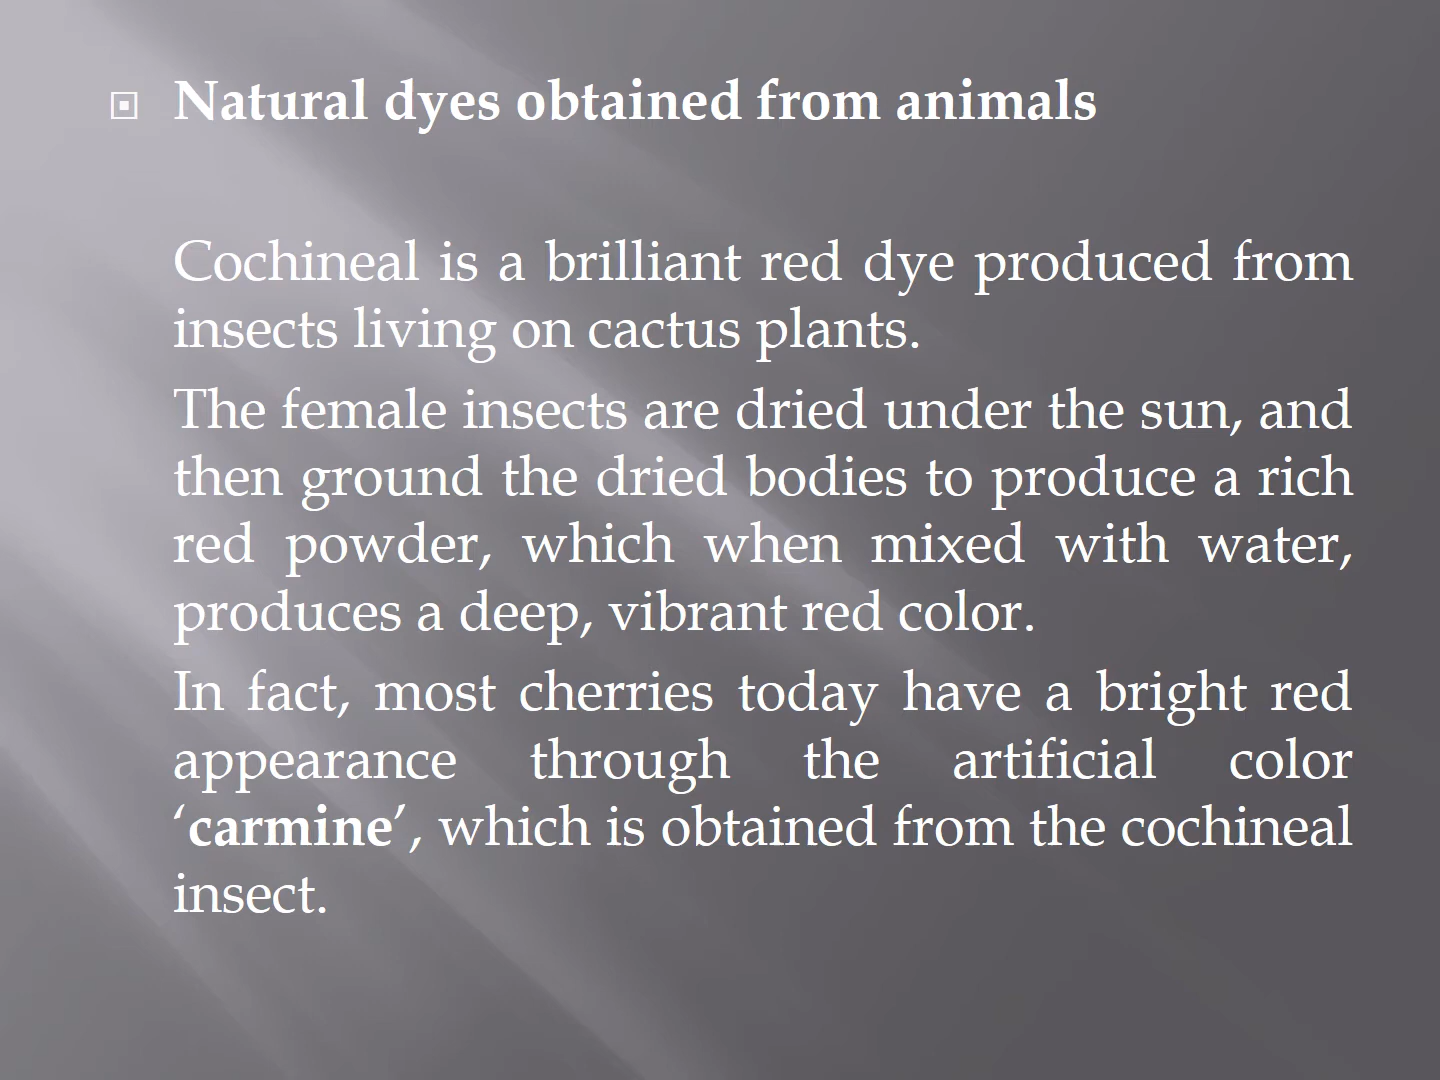 Natural dyes obtained from animals
Cochineal is a brilliant red dye produced from
insects living on cactus plants.
The female insects are dried under the sun, and
then ground the dried bodies to produce a rich
red powder, which when mixed with water,
produces a deep, vibrant red color.
In fact, most cherries today have a bright red
appearance through the artificial color
‘carmine’, which is obtained from the cochineal
insect.